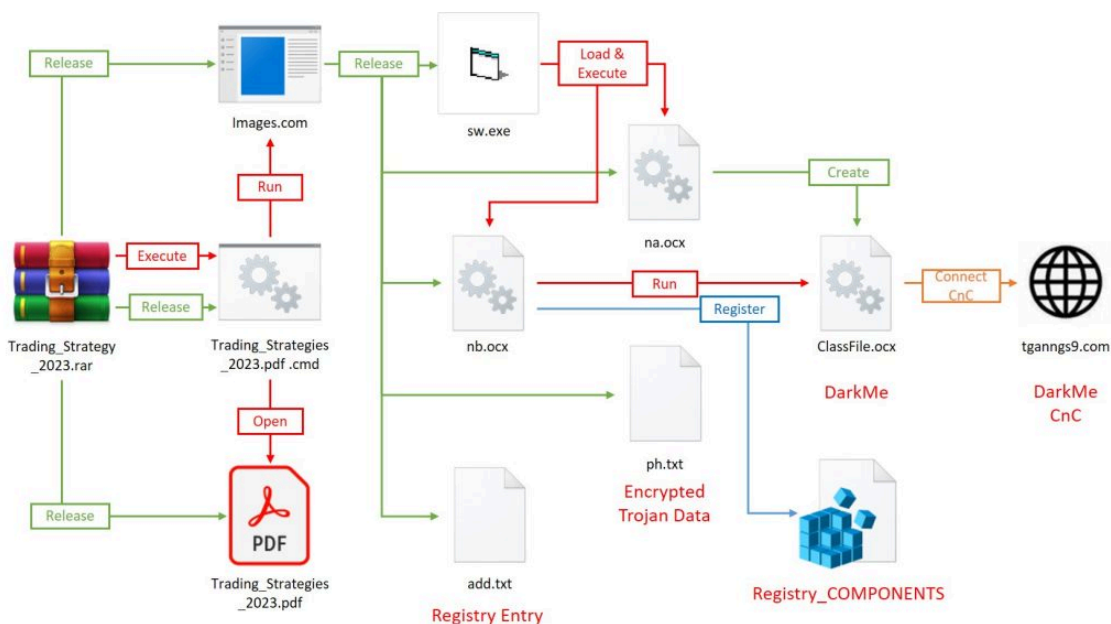 Release
Images.com
Release
sw.exe
Load &
Execute
na.ocx
Create
Run
Trading_Strategy
_2023.rar
Execute
Release
Trading_Strategies
_2023.pdf .cmd
nb.ocx
Run
Register
ClassFile.ocx
DarkMe
Connect
CnC
tganngs9.com
DarkMe
CnC
Open
Release
PDF
Trading_Strategies
_2023.pdf
add.txt
Registry Entry
ph.txt
Encrypted
Trojan Data
Registry_COMPONENTS